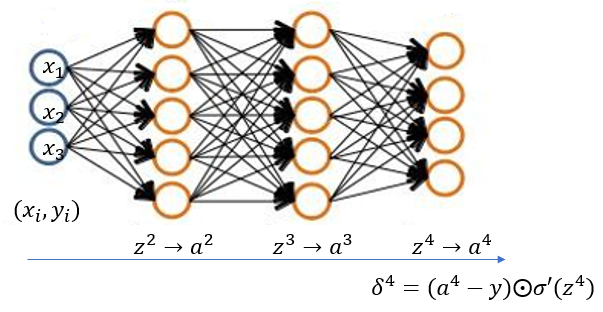 x₁
x₂
x₃
(xᵢ, yᵢ)
z² → a² z³ → a³ z⁴ → a⁴
δ⁴ = (a⁴ − y)⊙σ′(z⁴)